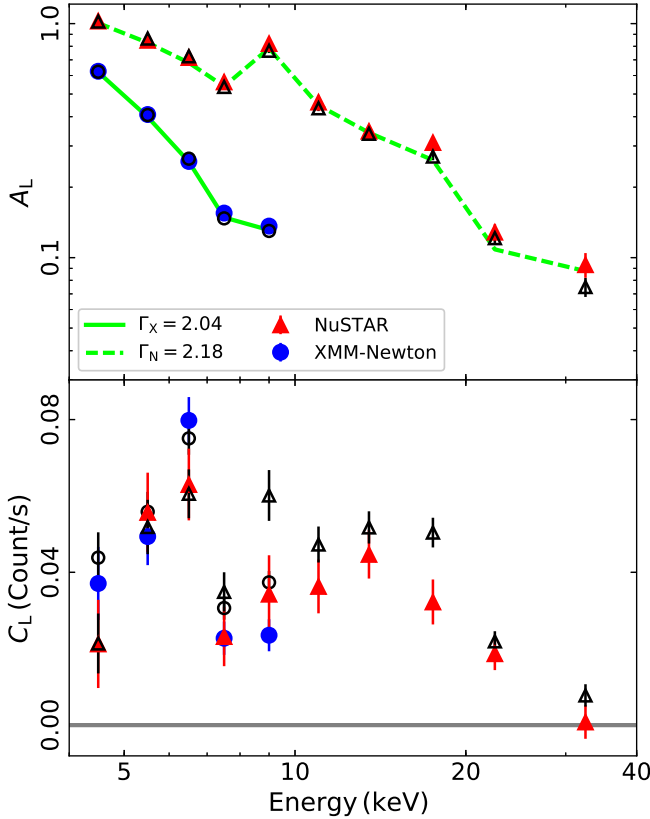 1.0
0.1
A_L
Γ_X = 2.04
Γ_N = 2.18
NuSTAR
XMM-Newton
0.08
0.04
0.00
C_L (Count/s)
5 10 20 40
Energy (keV)